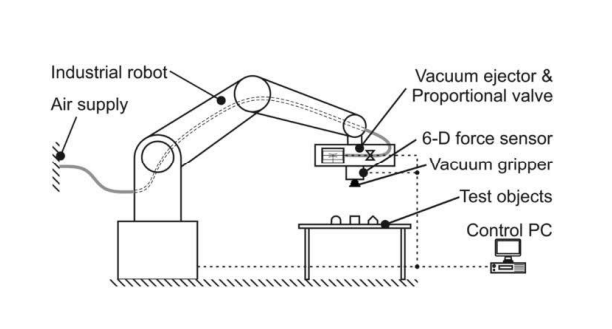 Industrial robot
Air supply
Vacuum ejector &
Proportional valve
6-D force sensor
Vacuum gripper
Test objects
Control PC